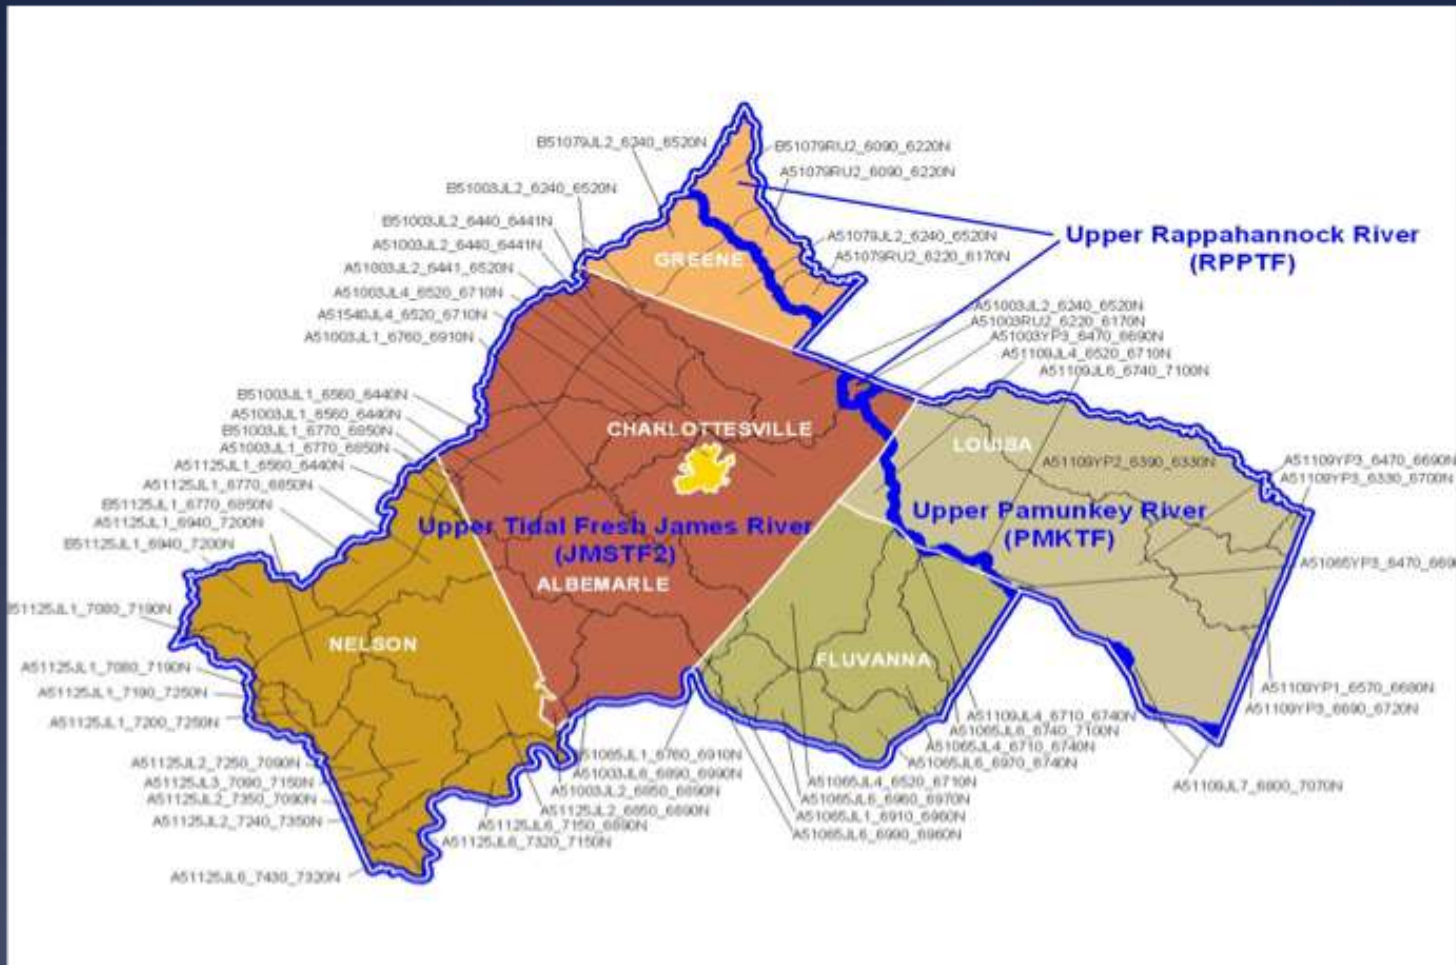 B51079JL2_6240_6520N
B51079RU2_6090_6220N
A51079RU2_6090_6220N
B51003JL2_6240_6520N
B51003JL2_6440_6441N
A51003JL2_6440_6441N
A51079JL2_6240_6520N
Upper Rappahannock River
(RPPTF)
GREENE
A51079RU2_6220_6170N
A51003JL2_6441_6520N
A51003JL4_6520_6710N
A51540JL4_6520_6710N
A51003JL1_6760_6910N
A51003JL2_6240_6520N
A51003RU2_6220_6170N
A51003YP3_6470_6690N
A51109JL4_6520_6710N
A51109JL6_6740_7100N
B51003JL1_6560_6440N
A51003JL1_6560_6440N
B51003JL1_6770_6850N
A51003JL1_6770_6850N
A51125JL1_6560_6440N
A51125JL1_6770_6850N
B51125JL1_6770_6850N
A51125JL1_6940_7200N
B51125JL1_6940_7200N
CHARLOTTESVILLE
LOUISA
A51109YP2_6390_6330N
A51109YP3_6470_6690N
A51109YP3_6330_6700N
Upper Tidal Fresh James River
(JMSTF2)
Upper Pamunkey River
(PMKTF)
A51065YP3_6470_669
ALBEMARLE
B51125JL1_7080_7190N
NELSON
FLUVANNA
A51125JL1_7080_7190N
A51125JL1_7190_7250N
A51125JL1_7200_7250N
A51109YP1_6570_6680N
A51109YP3_6690_6720N
A51109JL4_6710_6740N
A51065JL6_6740_7100N
A51065JL4_6710_6740N
A51065JL6_6970_6740N
A51125JL2_7250_7090N
A51125JL3_7090_7150N
A51125JL2_7350_7090N
A51125JL2_7240_7350N
A51065JL1_6760_6910N
A51003JL6_6890_6990N
A51003JL2_6850_6890N
A51125JL2_6850_6890N
A51125JL6_7150_6890N
A51125JL6_7320_7150N
A51065JL4_6520_6710N
A51065JL6_6960_6970N
A51065JL1_6910_6960N
A51065JL6_6990_6960N
A51109JL7_6800_7070N
A51125JL6_7430_7320N